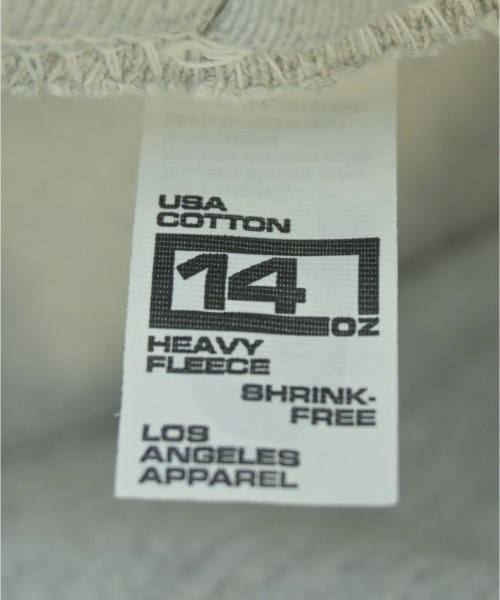 USA
COTTON
14
OZ
HEAVY
FLEECE
SHRINK-
FREE
LOS
ANGELES
APPAREL